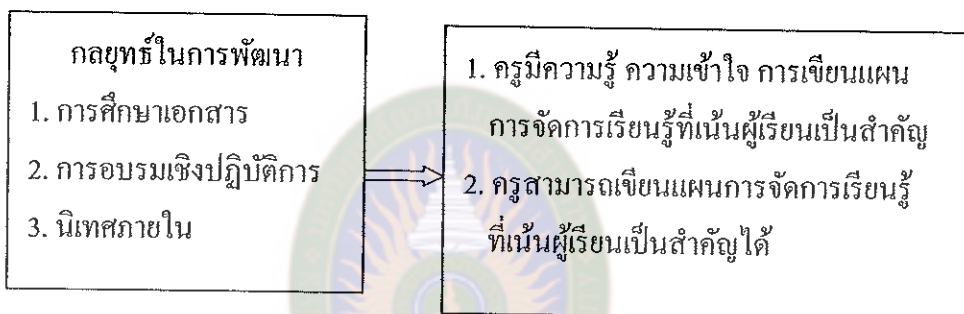 กลยุทธ์ในการพัฒนา
1. การศึกษาเอกสาร
2. การอบรมเชิงปฏิบัติการ
3. นิเทศภายใน
1. ครูมีความรู้ ความเข้าใจ การเขียนแผน
การจัดการเรียนรู้ที่เน้นผู้เรียนเป็นสำคัญ
2. ครูสามารถเขียนแผนการจัดการเรียนรู้
ที่เน้นผู้เรียนเป็นสำคัญได้